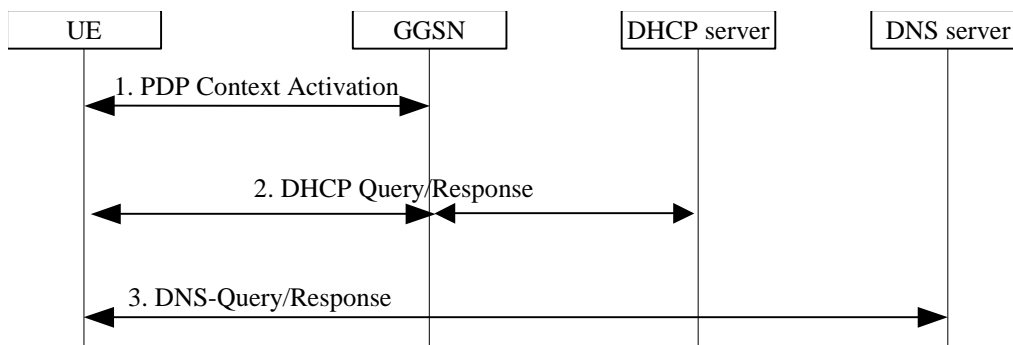 UE
GGSN
DHCP server
DNS server
1. PDP Context Activation
2. DHCP Query/Response
3. DNS-Query/Response